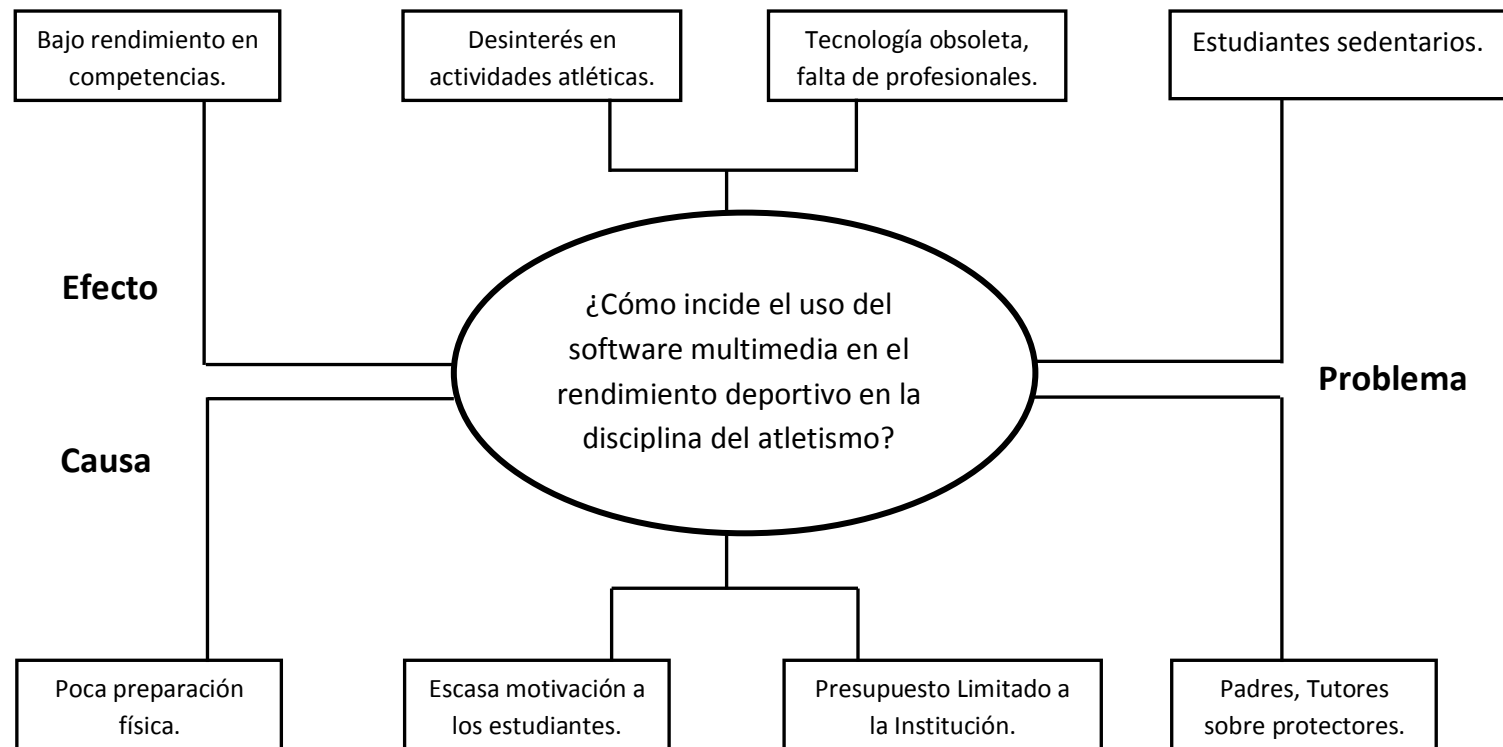 Bajo rendimiento en
competencias.
Desinterés en
actividades atléticas.
Tecnología obsoleta,
falta de profesionales.
Estudiantes sedentarios.
Efecto
¿Cómo incide el uso del
software multimedia en el
rendimiento deportivo en la
disciplina del atletismo?
Problema
Causa
Poca preparación
física.
Escasa motivación a
los estudiantes.
Presupuesto Limitado a
la Institución.
Padres, Tutores
sobre protectores.